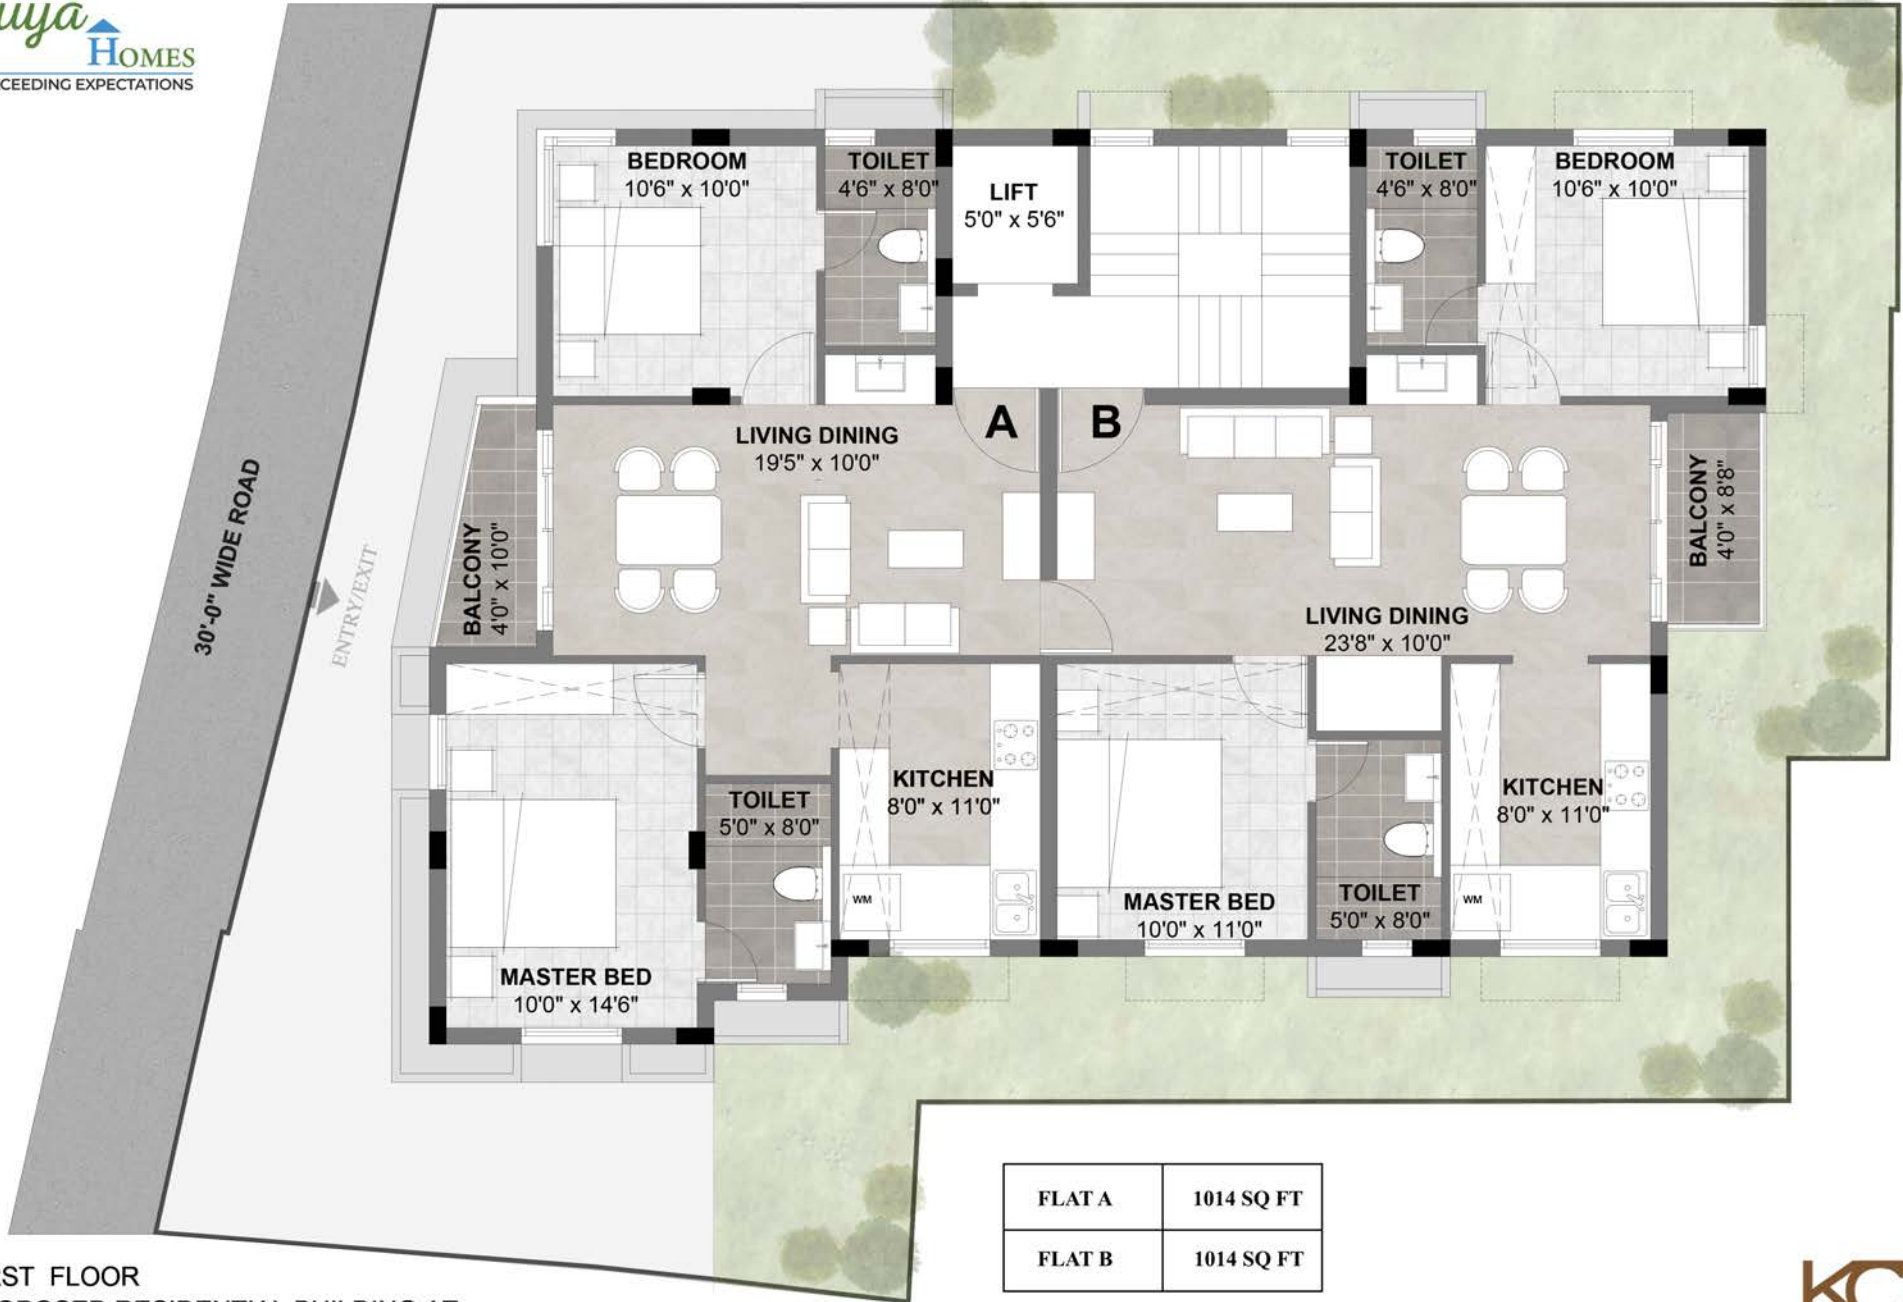 HOMES
CEEDING EXPECTATIONS
BEDROOM
10'6" x 10'0"
TOILET
4'6" x 8'0"
LIFT
5'0" x 5'6"
TOILET
4'6" x 8'0"
BEDROOM
10'6" x 10'0"
A
B
LIVING DINING
19'5" x 10'0"
30'-0" WIDE ROAD
ENTRY/EXIT
BALCONY
4'0" x 10'0"
BALCONY
4'0" x 8'8"
LIVING DINING
23'8" x 10'0"
KITCHEN
8'0" x 11'0"
TOILET
5'0" x 8'0"
KITCHEN
8'0" x 11'0"
WM
MASTER BED
10'0" x 11'0"
TOILET
5'0" x 8'0"
WM
MASTER BED
10'0" x 14'6"
FLAT A 1014 SQ FT
FLAT B 1014 SQ FT
ST FLOOR